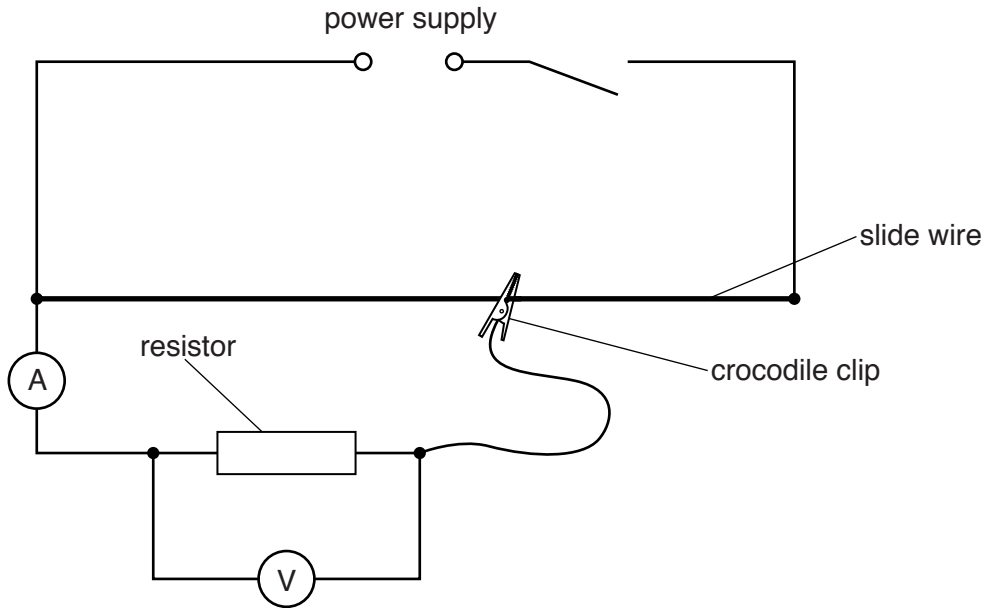 power supply
slide wire
resistor
crocodile clip
A
V